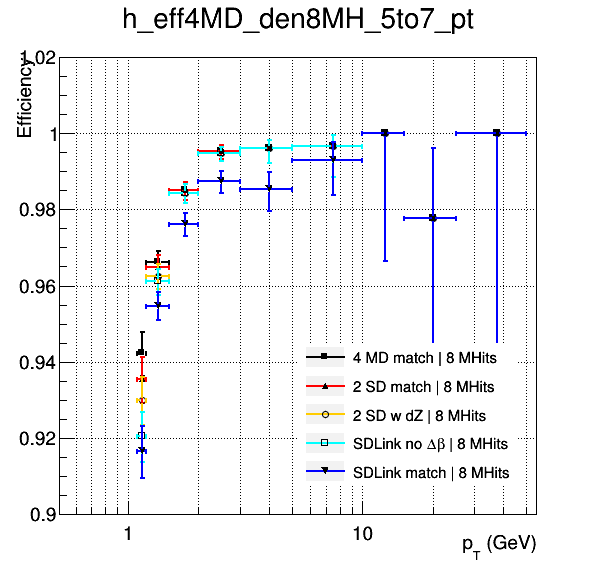 h_eff4MD_den8MH_5to7_pt
Efficiency
1.02
1
0.98
0.96
0.94
0.92
0.9
4 MD match | 8 MHits
2 SD match | 8 MHits
2 SD w dZ | 8 MHits
SDLink no Δβ | 8 MHits
SDLink match | 8 MHits
1
10
p_T (GeV)